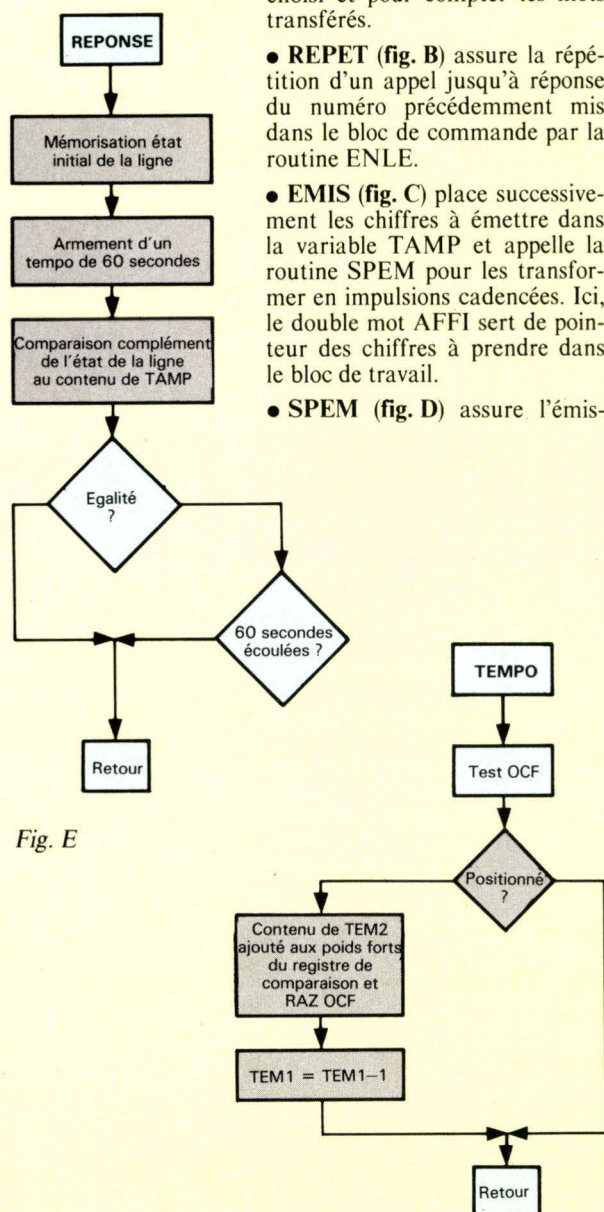 choisi et pour compter les mots
transférés.
• REPET (fig. B) assure la répé-
tition d'un appel jusqu'à réponse
du numéro précédemment mis
dans le bloc de commande par la
routine ENLE.
• EMIS (fig. C) place successive-
ment les chiffres à émettre dans
la variable TAMP et appelle la
routine SPEM pour les transfor-
mer en impulsions cadencées. Ici,
le double mot AFFI sert de poin-
teur des chiffres à prendre dans
le bloc de travail.
• SPEM (fig. D) assure l'émis-
REPONSE
Mémorisation état
initial de la ligne
Armement d'un
tempo de 60 secondes
Comparaison complément
de l'état de la ligne
au contenu de TAMP
Egalité
?
60 secondes
écoulées ?
Retour
Fig. E
TEMPO
Test OCF
Positionné
?
Contenu de TEM2
ajouté aux poids forts
du registre de
comparaison et
RAZ OCF
TEM1 = TEM1–1
Retour